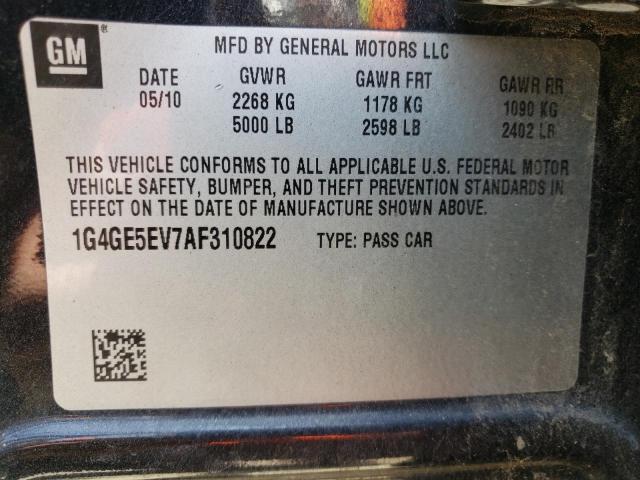 GM® MFD BY GENERAL MOTORS LLC
DATE GVWR GAWR FRT GAWR RR
05/10 2268 KG 1178 KG 1090 KG
5000 LB 2598 LB 2402 LB
THIS VEHICLE CONFORMS TO ALL APPLICABLE U.S. FEDERAL MOTOR
VEHICLE SAFETY, BUMPER, AND THEFT PREVENTION STANDARDS IN
EFFECT ON THE DATE OF MANUFACTURE SHOWN ABOVE.
1G4GE5EV7AF310822 TYPE: PASS CAR